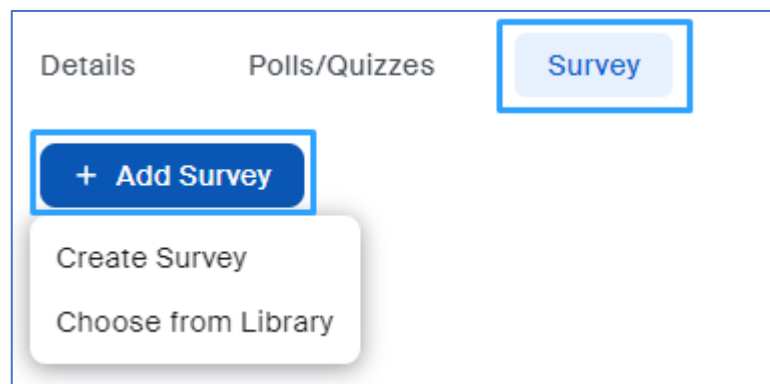 Details Polls/Quizzes Survey
+ Add Survey
Create Survey
Choose from Library